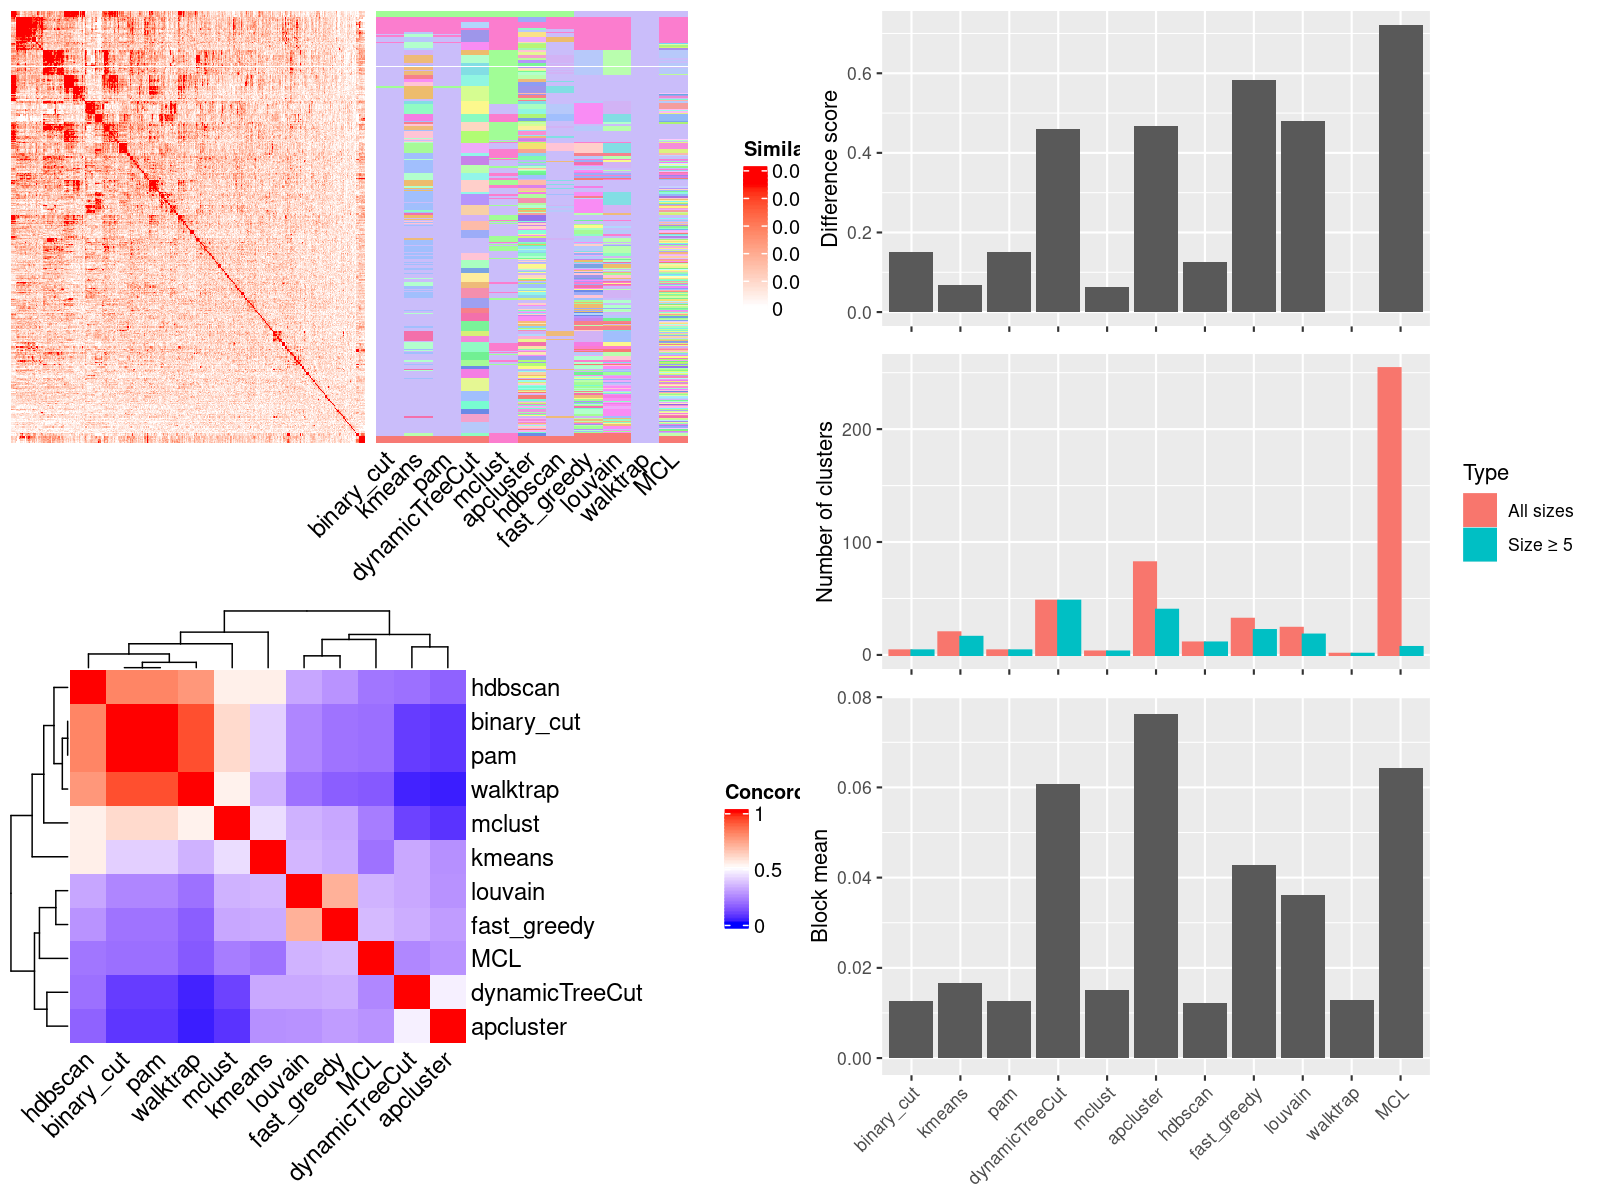 Simila
0.0
0.0
0.0
0.0
0.0
0
binary_cut
kmeans
pam
dynamicTreeCut
mclust
apcluster
hdbscan
fast_greedy
louvain
walktrap
MCL
hdbscan
binary_cut
pam
walktrap
mclust
kmeans
louvain
fast_greedy
MCL
dynamicTreeCut
apcluster
hdbscan
binary_cut
pam
walktrap
mclust
kmeans
louvain
fast_greedy
MCL
dynamicTreeCut
apcluster
Concord
1
0.5
0
Difference score
0.6
0.4
0.2
0.0
Number of clusters
200
100
0
Type
All sizes
Size ≥ 5
Block mean
0.08
0.06
0.04
0.02
0.00
binary_cut
kmeans
pam
dynamicTreeCut
mclust
apcluster
hdbscan
fast_greedy
louvain
walktrap
MCL